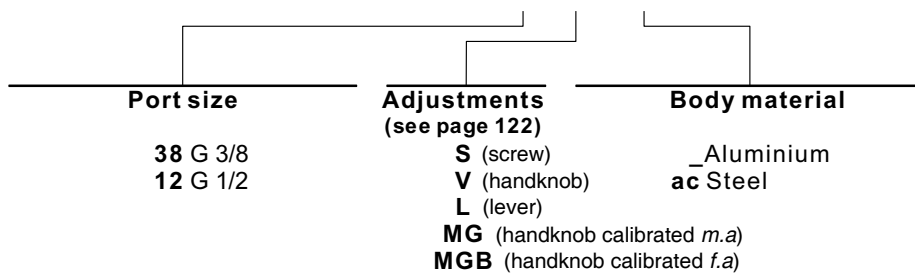 Port size Adjustments Body material
(see page 122)
38 G 3/8 S (screw) _Aluminium
12 G 1/2 V (handknob) ac Steel
L (lever)
MG (handknob calibrated m.a)
MGB (handknob calibrated f.a)